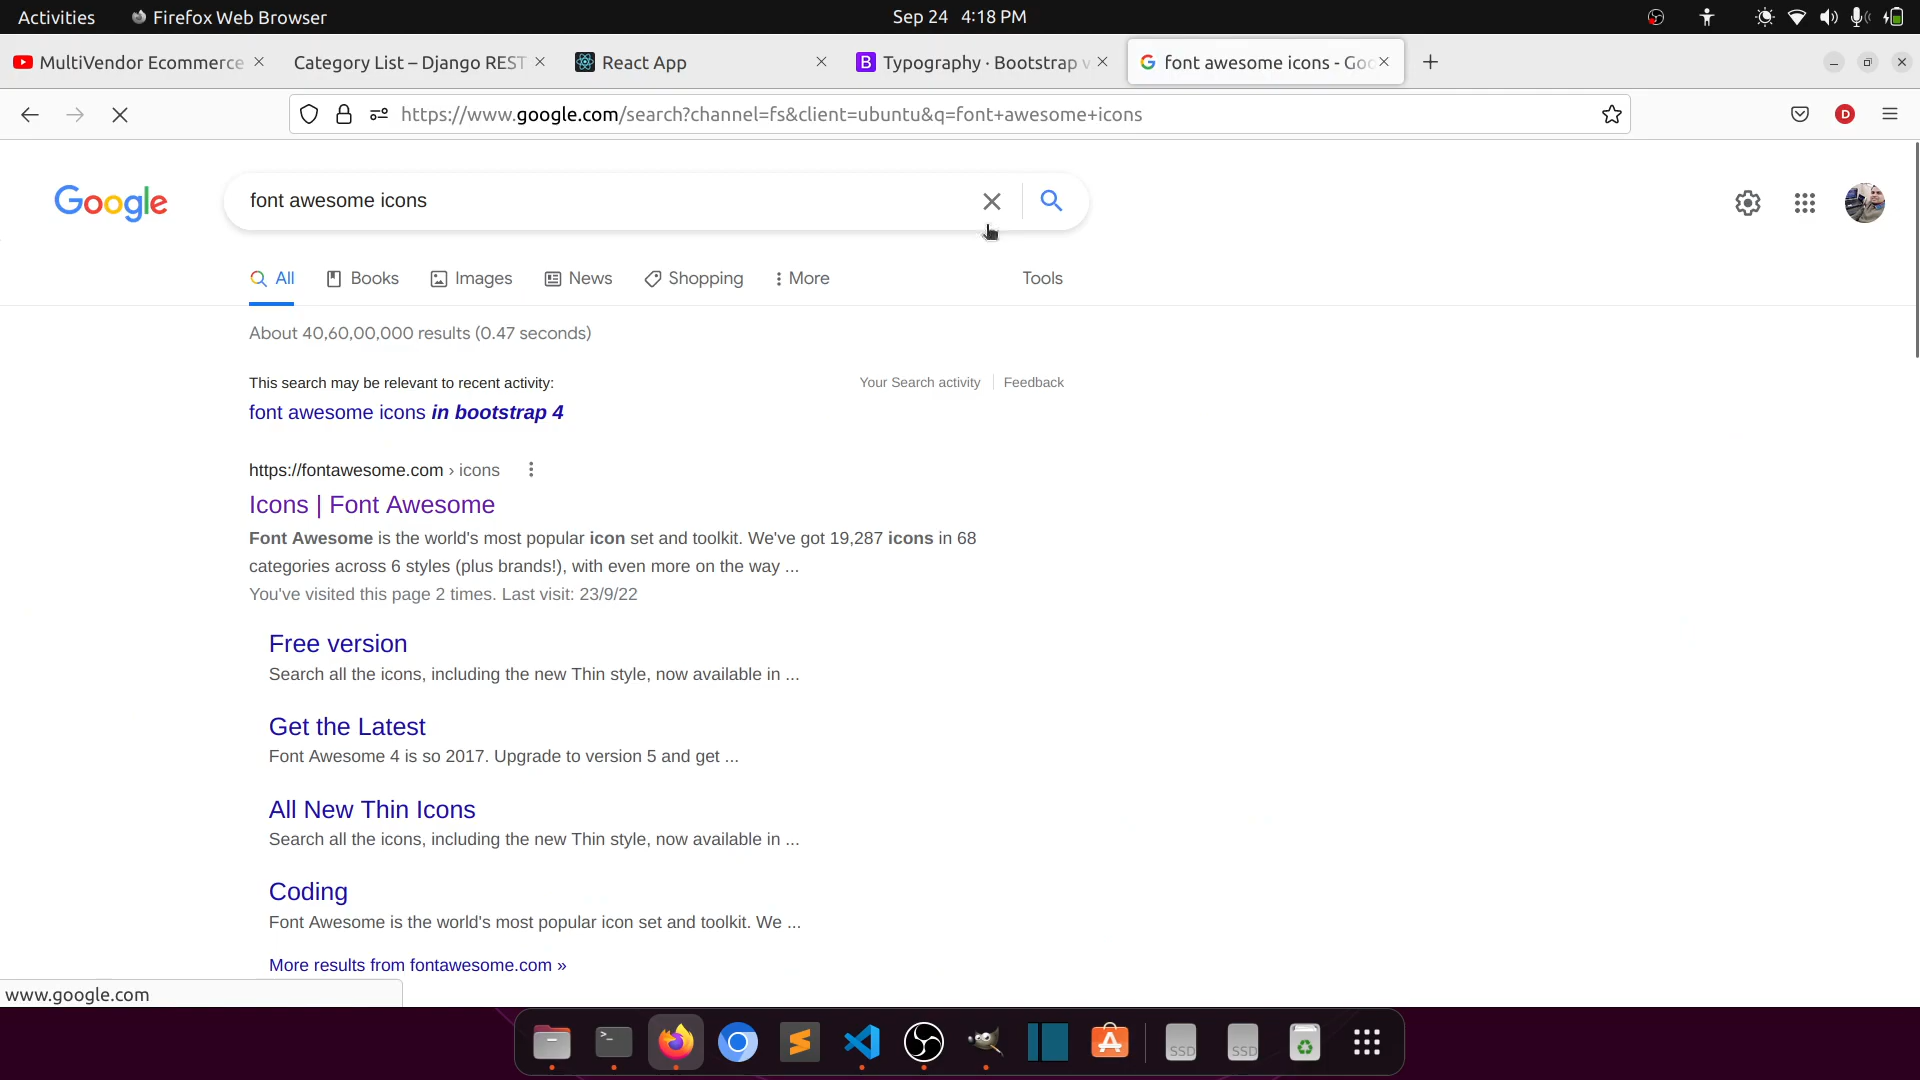 Activities
Firefox Web Browser
Sep 24 4:18 PM
MultiVendor Ecommerce
Category List – Django REST
React App
Typography · Bootstrap v
font awesome icons - Goo
https://www.google.com/search?channel=fs&client=ubuntu&q=font+awesome+icons
D
Google
font awesome icons
All
Books
Images
News
Shopping
More
Tools
About 40,60,00,000 results (0.47 seconds)
This search may be relevant to recent activity:
Your Search activity
Feedback
font awesome icons in bootstrap 4
https://fontawesome.com › icons
Icons | Font Awesome
Font Awesome is the world's most popular icon set and toolkit. We've got 19,287 icons in 68
categories across 6 styles (plus brands!), with even more on the way ...
You've visited this page 2 times. Last visit: 23/9/22
Free version
Search all the icons, including the new Thin style, now available in ...
Get the Latest
Font Awesome 4 is so 2017. Upgrade to version 5 and get ...
All New Thin Icons
Search all the icons, including the new Thin style, now available in ...
Coding
Font Awesome is the world's most popular icon set and toolkit. We ...
More results from fontawesome.com »
www.google.com
SSD
SSD